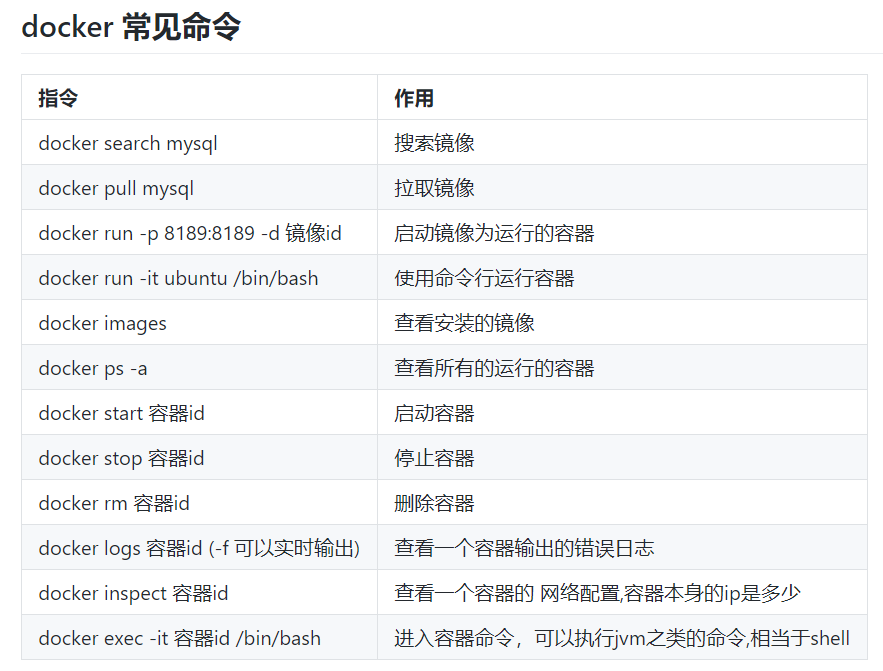 docker 常见命令
指令 作用
docker search mysql 搜索镜像
docker pull mysql 拉取镜像
docker run -p 8189:8189 -d 镜像id 启动镜像为运行的容器
docker run -it ubuntu /bin/bash 使用命令行运行容器
docker images 查看安装的镜像
docker ps -a 查看所有的运行的容器
docker start 容器id 启动容器
docker stop 容器id 停止容器
docker rm 容器id 删除容器
docker logs 容器id (-f 可以实时输出) 查看一个容器输出的错误日志
docker inspect 容器id 查看一个容器的 网络配置,容器本身的ip是多少
docker exec -it 容器id /bin/bash 进入容器命令，可以执行jvm之类的命令,相当于shell